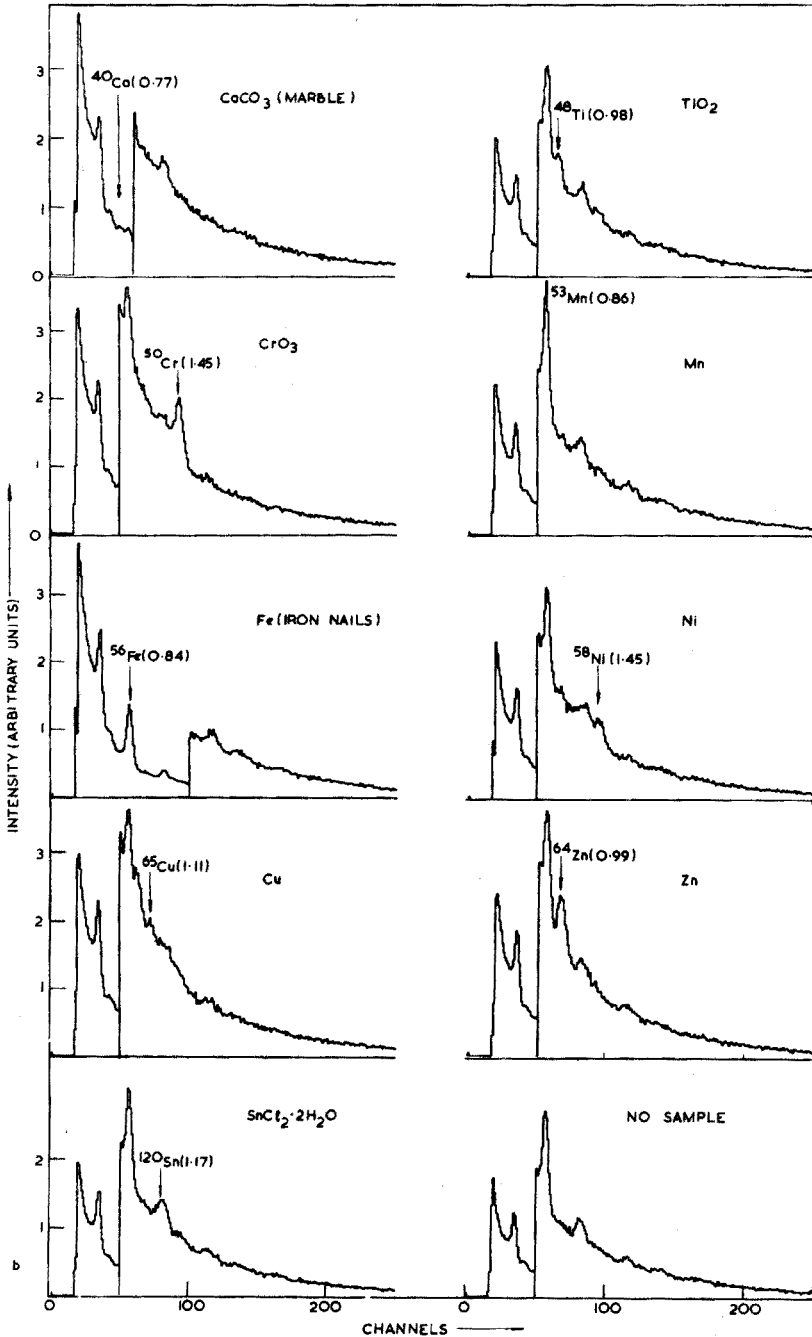 3
2
1
0
⁴⁰Ca(0·77)
CaCO₃ (MARBLE)
⁴⁸Ti(0·98)
TiO₂
3
2
1
0
⁵⁰Cr(1·45)
CrO₃
⁵³Mn(0·86)
Mn
3
2
1
⁵⁶Fe(0·84)
Fe(IRON NAILS)
⁵⁸Ni(1·45)
Ni
3
2
1
⁶⁵Cu(1·11)
Cu
⁶⁴Zn(0·99)
Zn
2
1
¹²⁰Sn(1·17)
SnCl₂·2H₂O
NO SAMPLE
INTENSITY (ARBITRARY UNITS)
b
0 100 200 0 100 200
CHANNELS